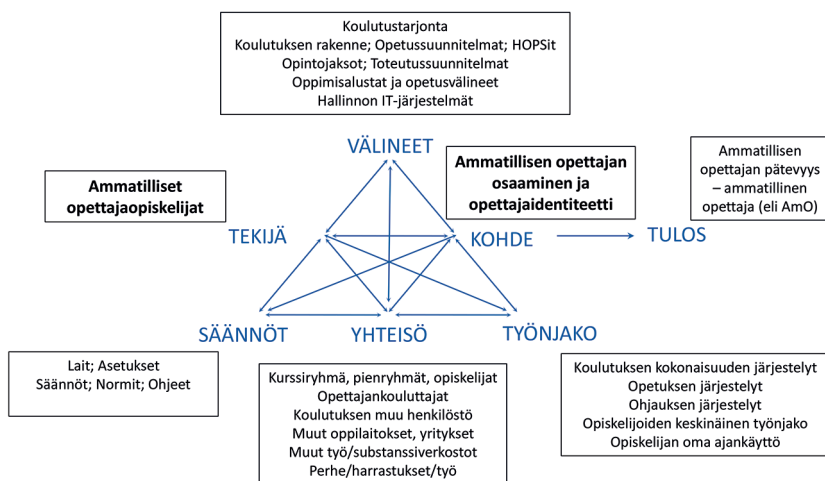 Koulutustarjonta
Koulutuksen rakenne; Opetussuunnitelmat; HOPSit
Opintojaksot; Toteutussuunnitelmat
Oppimisalustat ja opetusvälineet
Hallinnon IT-järjestelmät
VÄLINEET
Ammatilliset
opettajaopiskelijat
Ammatillisen opettajan
osaaminen ja
opettajaidentiteetti
Ammatillisen
opettajan pätevyys
– ammatillinen
opettaja (eli AmO)
TEKIJÄ
KOHDE
TULOS
SÄÄNNÖT
YHTEISÖ
TYÖNJAKO
Lait; Asetukset
Säännöt; Normit; Ohjeet
Kurssiryhmä, pienryhmät, opiskelijat
Opettajankouluttajat
Koulutuksen muu henkilöstö
Muut oppilaitokset, yritykset
Muut työ/substanssiverkostot
Perhe/harrastukset/työ
Koulutuksen kokonaisuuden järjestelyt
Opetuksen järjestelyt
Ohjauksen järjestelyt
Opiskelijoiden keskinäinen työnjako
Opiskelijan oma ajankäyttö